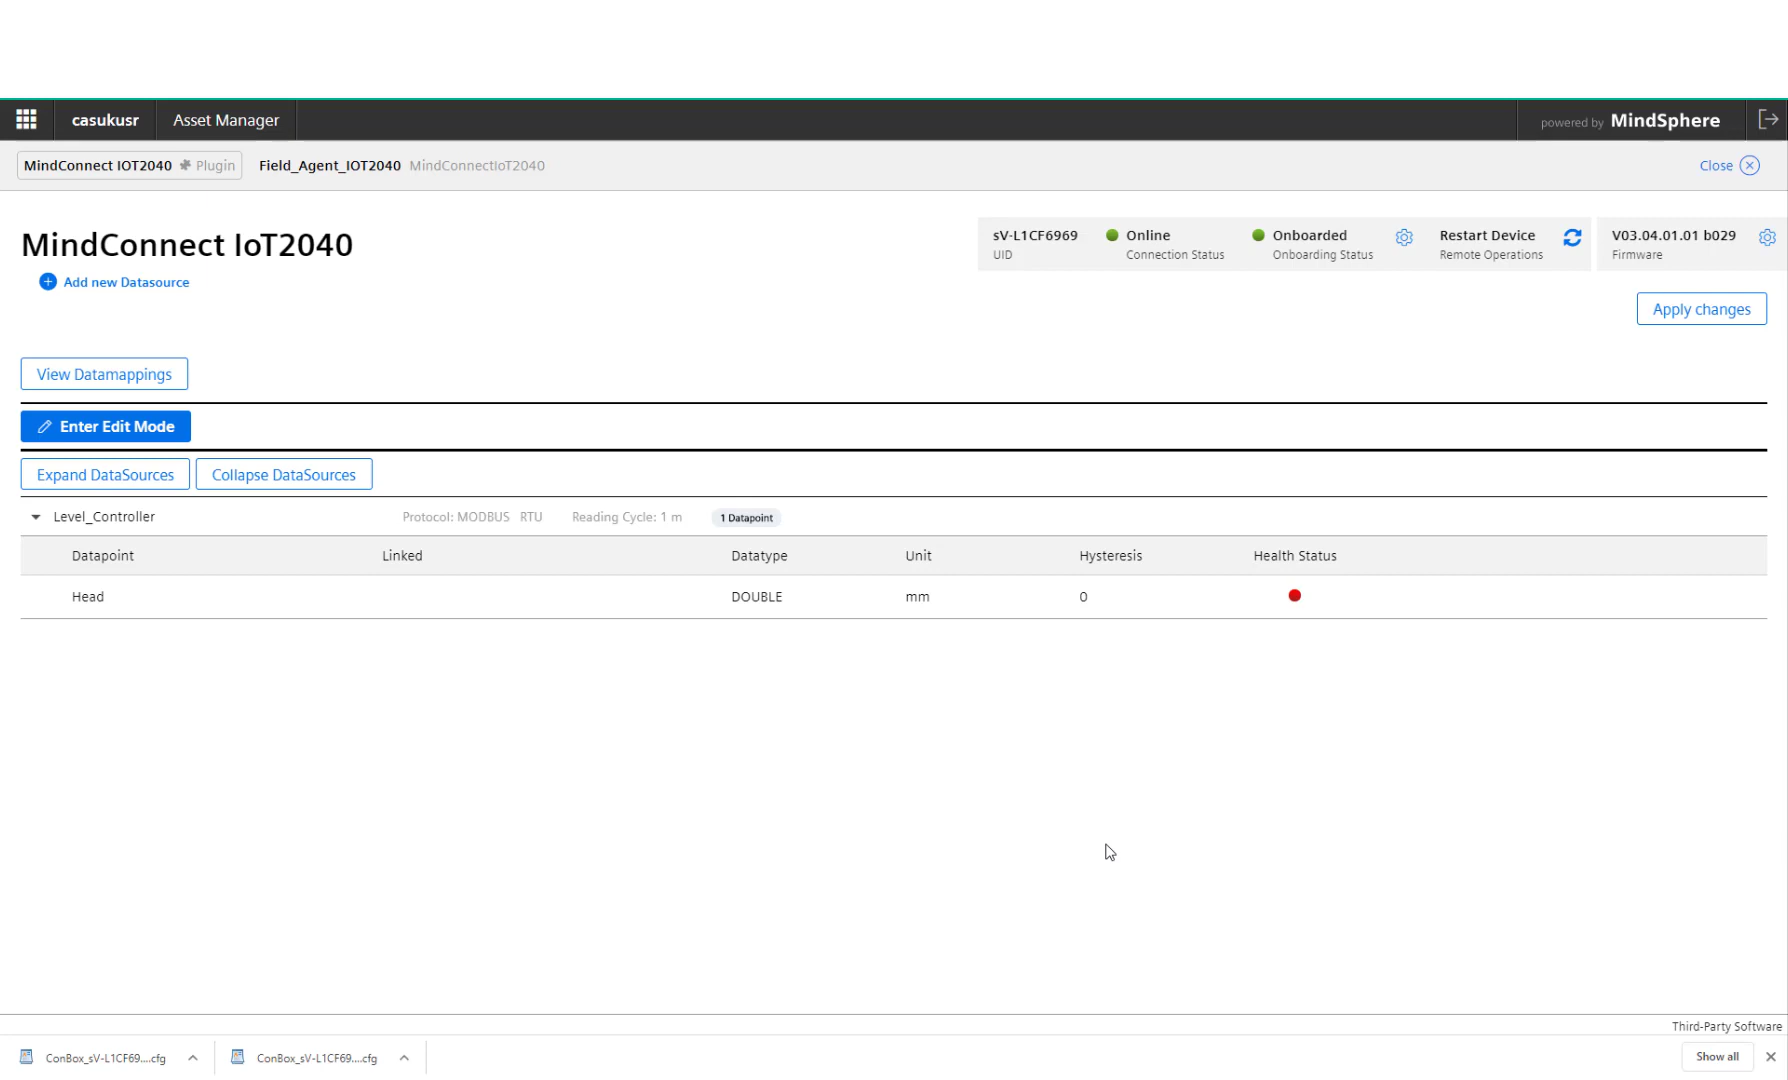 casukusr Asset Manager powered by MindSphere
MindConnect IOT2040 Plugin Field_Agent_IOT2040 MindConnectIoT2040 Close
MindConnect IoT2040
sV-L1CF6969 Online Onboarded Restart Device V03.04.01.01 b029
UID Connection Status Onboarding Status Remote Operations Firmware
Add new Datasource
Apply changes
View Datamappings
Enter Edit Mode
Expand DataSources Collapse DataSources
Level_Controller Protocol: MODBUS RTU Reading Cycle: 1 m 1 Datapoint
Datapoint Linked Datatype Unit Hysteresis Health Status
Head DOUBLE mm 0
Third-Party Software
ConBox_sV-L1CF69....cfg ConBox_sV-L1CF69....cfg Show all